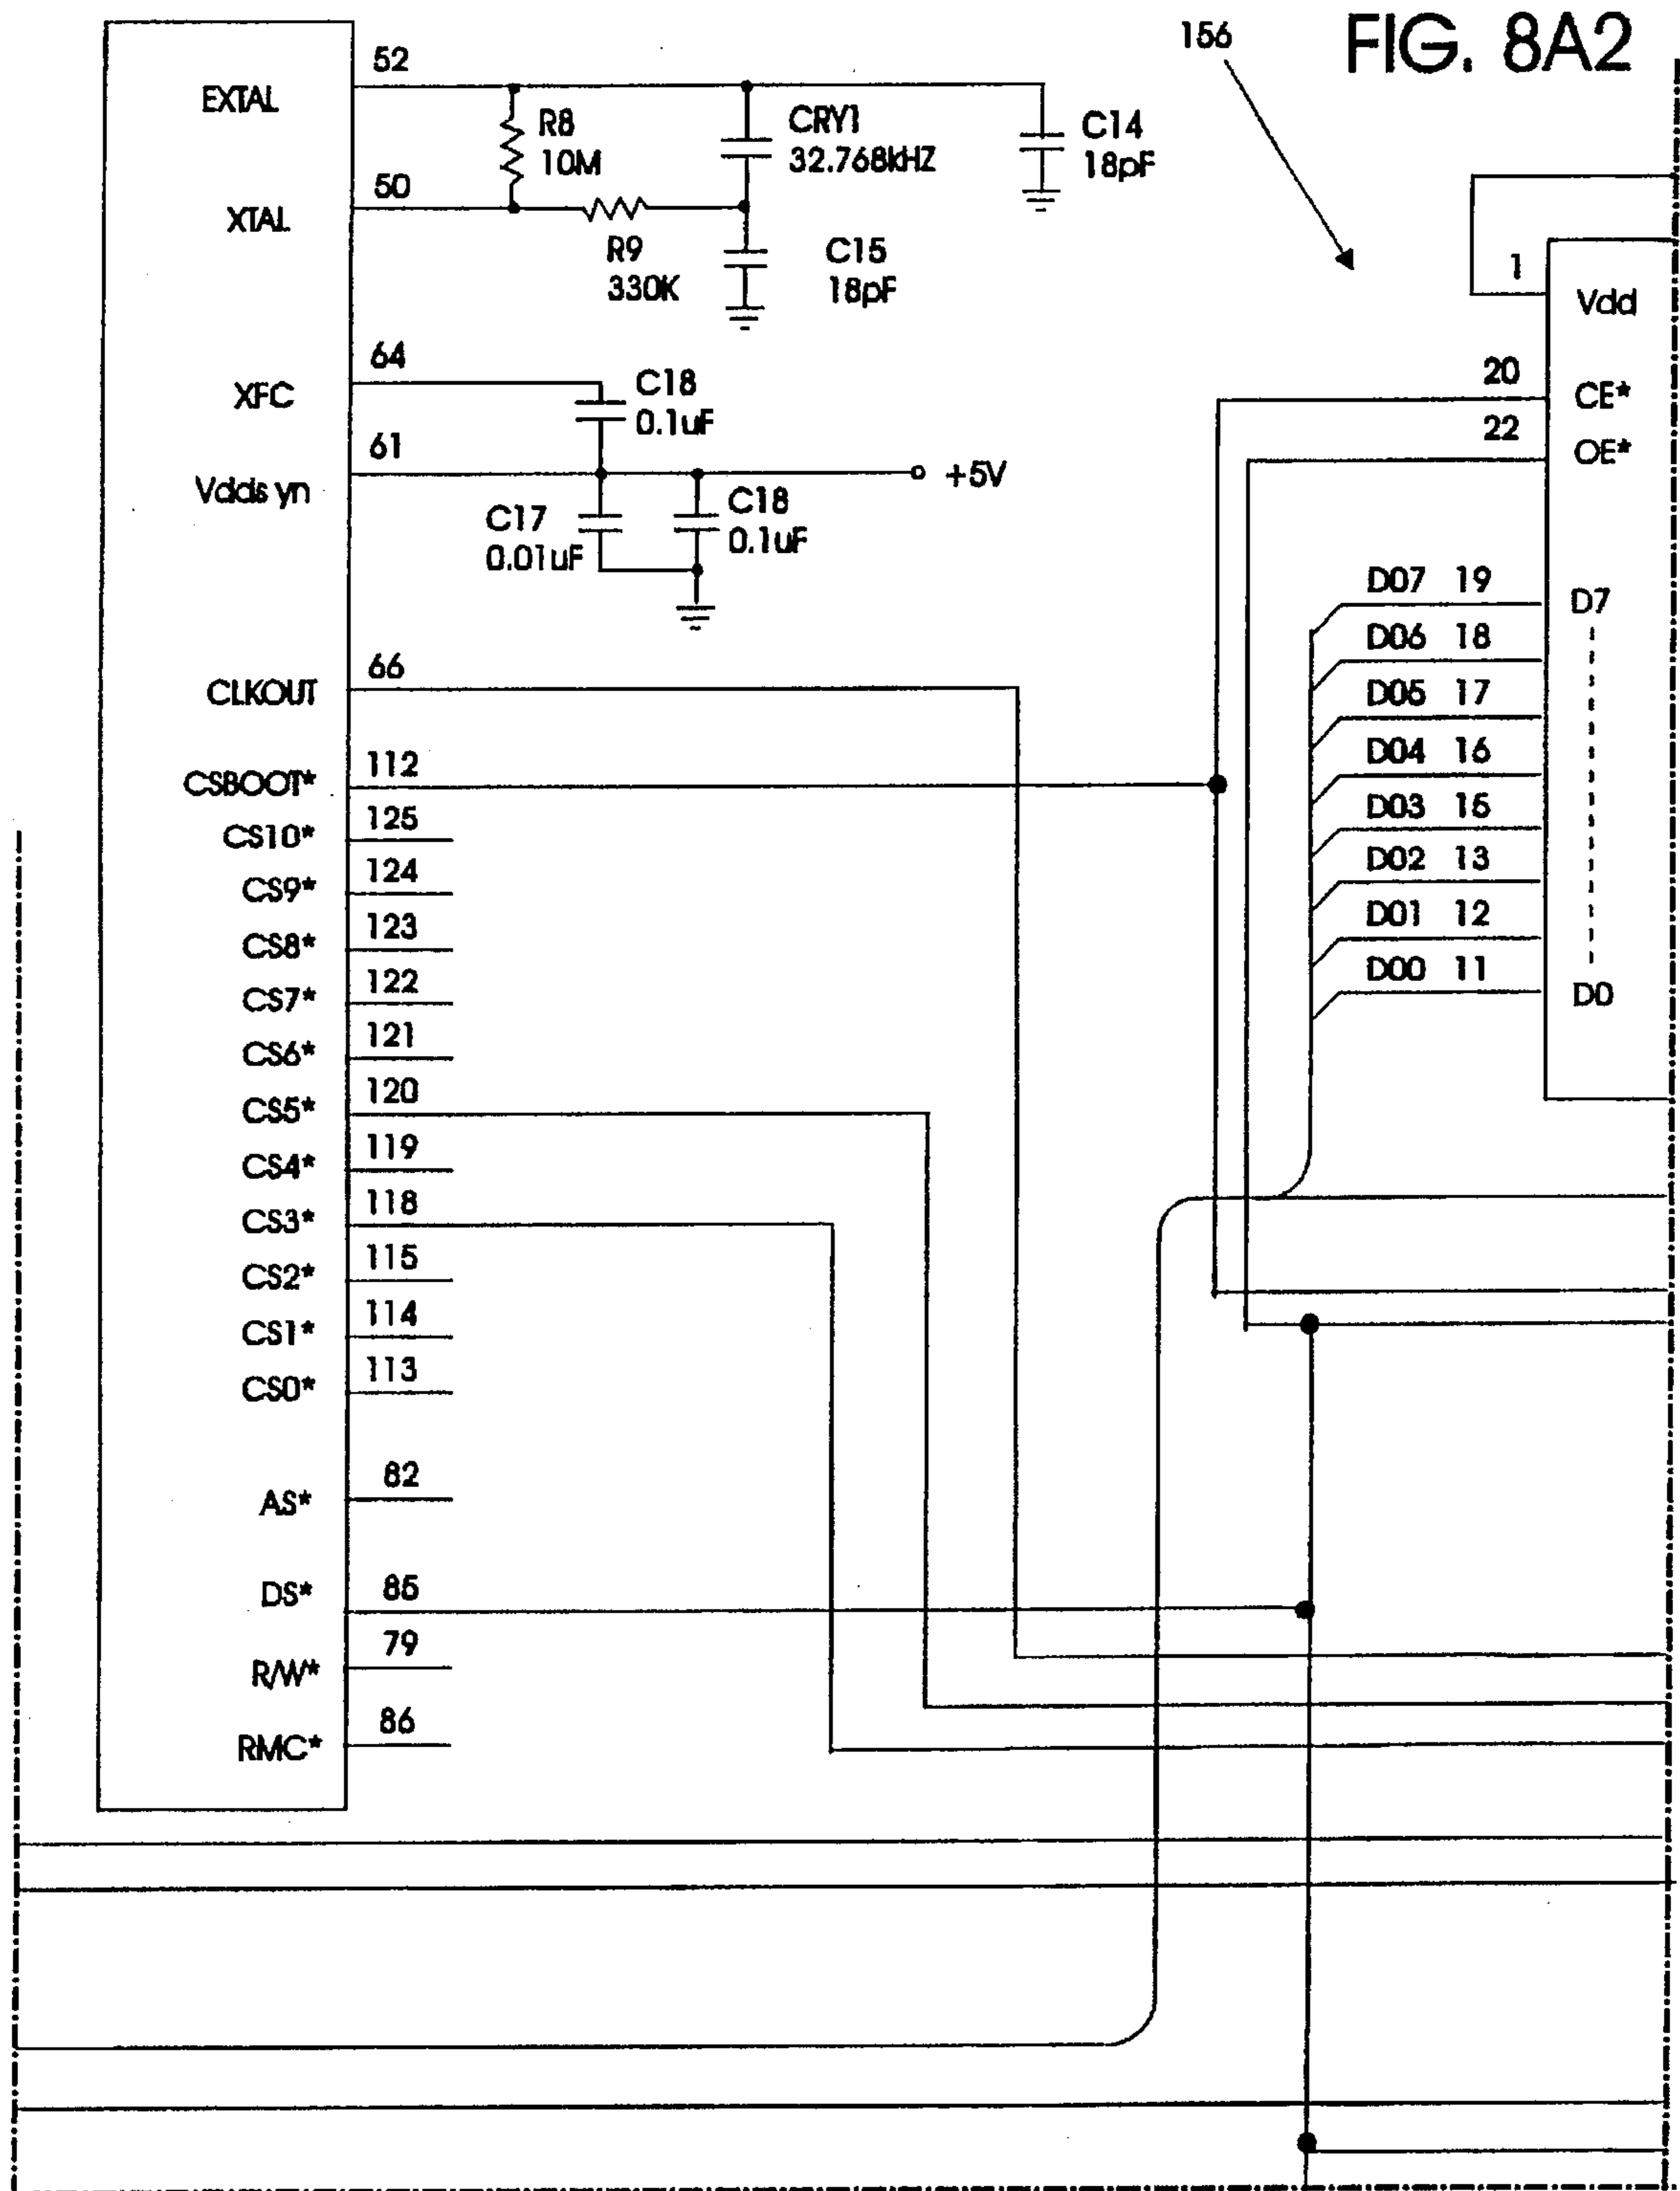 FIG. 8A2
156
52
EXTAL
R8
10M
CRY1
32.768kHZ
C14
18pF
50
XTAL
R9
330K
C15
18pF
64
XFC
C18
0.1uF
61
Vdds yn
+5V
C17
0.01uF
C18
0.1uF
66
CLKOUT
112
CSBOOT*
125
CS10*
124
CS9*
123
CS8*
122
CS7*
121
CS6*
120
CS5*
119
CS4*
118
CS3*
115
CS2*
114
CS1*
113
CS0*
82
AS*
85
DS*
79
R/W*
86
RMC*
1
Vdd
20
CE*
22
OE*
D07 19
D7
D06 18
D05 17
D04 16
D03 15
D02 13
D01 12
D00 11
D0